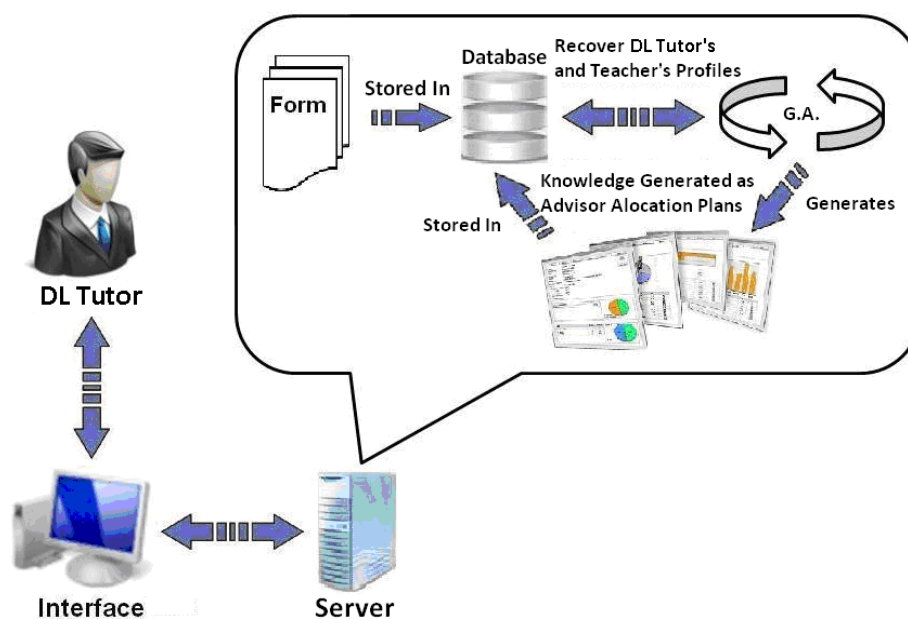 Form
Stored In
Database
Recover DL Tutor's
and Teacher's Profiles
G.A.
Generates
Knowledge Generated as
Advisor Alocation Plans
Stored In
DL Tutor
Interface
Server